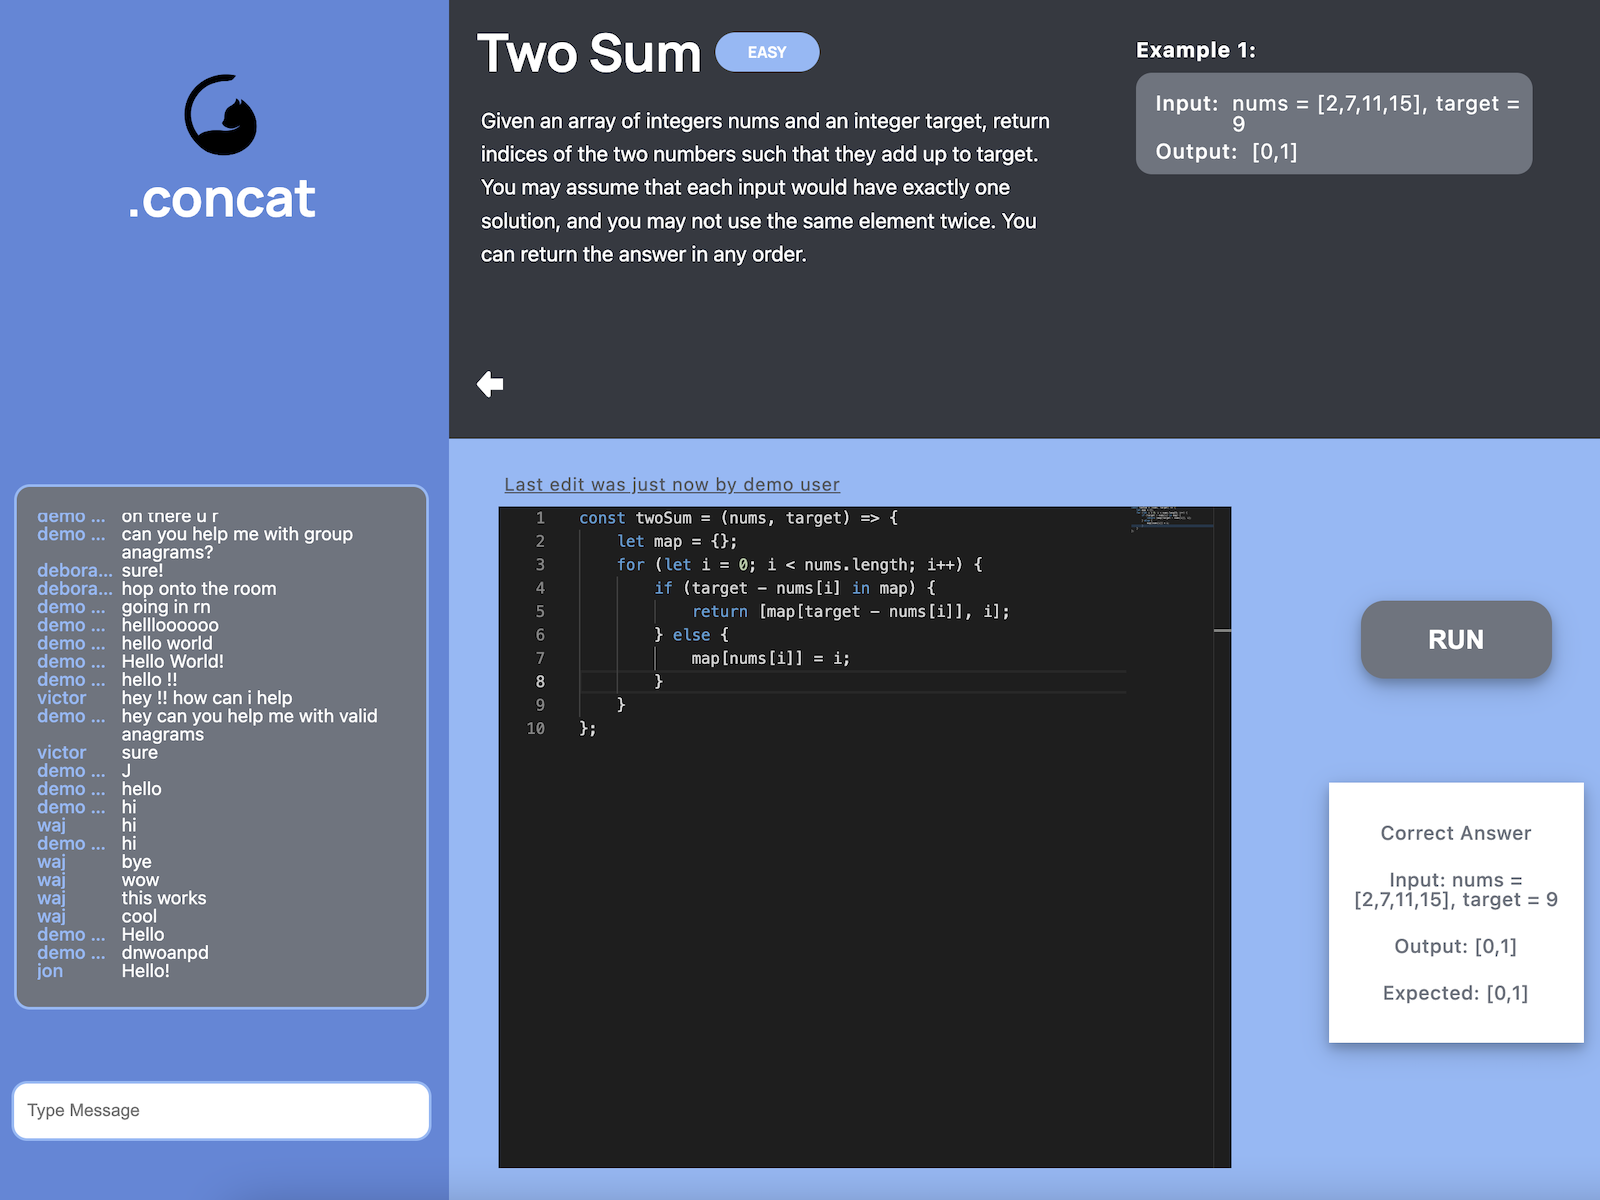 .concat
demo ... oh there u r
demo ... can you help me with group
anagrams?
debora... sure!
debora... hop onto the room
demo ... going in rn
demo ... hellloooooo
demo ... hello world
demo ... Hello World!
demo ... hello !!
victor hey !! how can i help
demo ... hey can you help me with valid
anagrams
victor sure
demo ... J
demo ... hello
demo ... hi
waj hi
demo ... hi
waj bye
waj wow
waj this works
waj cool
demo ... Hello
demo ... dnwoanpd
jon Hello!
Type Message
Two Sum EASY
Given an array of integers nums and an integer target, return
indices of the two numbers such that they add up to target.
You may assume that each input would have exactly one
solution, and you may not use the same element twice. You
can return the answer in any order.
Example 1:
Input: nums = [2,7,11,15], target =
9
Output: [0,1]
Last edit was just now by demo user
1 const twoSum = (nums, target) => {
2 let map = {};
3 for (let i = 0; i < nums.length; i++) {
4 if (target - nums[i] in map) {
5 return [map[target - nums[i]], i];
6 } else {
7 map[nums[i]] = i;
8 }
9 }
10 };
RUN
Correct Answer
Input: nums =
[2,7,11,15], target = 9
Output: [0,1]
Expected: [0,1]